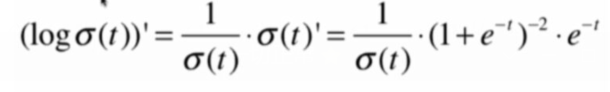 (log σ(t))' = 1/σ(t) · σ(t)' = 1/σ(t) · (1+e^{-t})^{-2} · e^{-t}